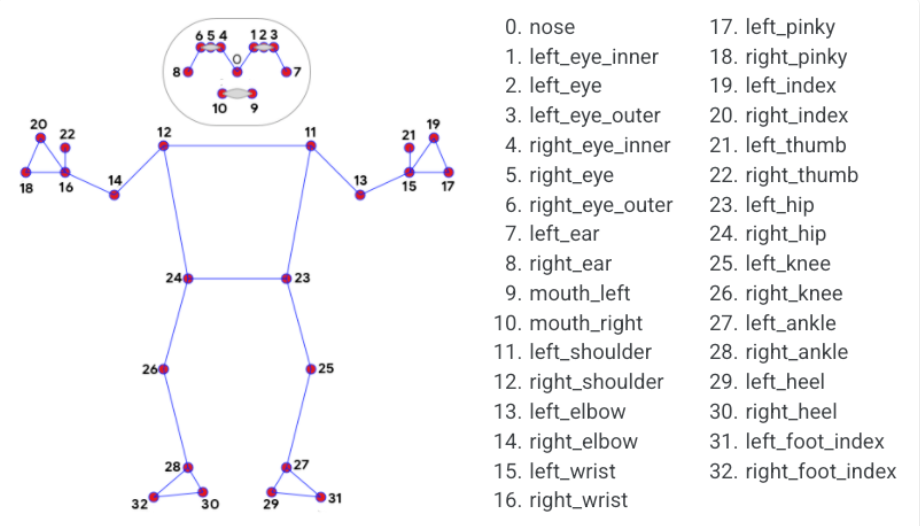 6 5 4 1 2 3
0
8 7
10 9
20 19
22 12 11 21
14 13
18 16 15 17
24 23
26 25
28 27
32 30 29 31
0. nose
1. left_eye_inner
2. left_eye
3. left_eye_outer
4. right_eye_inner
5. right_eye
6. right_eye_outer
7. left_ear
8. right_ear
9. mouth_left
10. mouth_right
11. left_shoulder
12. right_shoulder
13. left_elbow
14. right_elbow
15. left_wrist
16. right_wrist
17. left_pinky
18. right_pinky
19. left_index
20. right_index
21. left_thumb
22. right_thumb
23. left_hip
24. right_hip
25. left_knee
26. right_knee
27. left_ankle
28. right_ankle
29. left_heel
30. right_heel
31. left_foot_index
32. right_foot_index